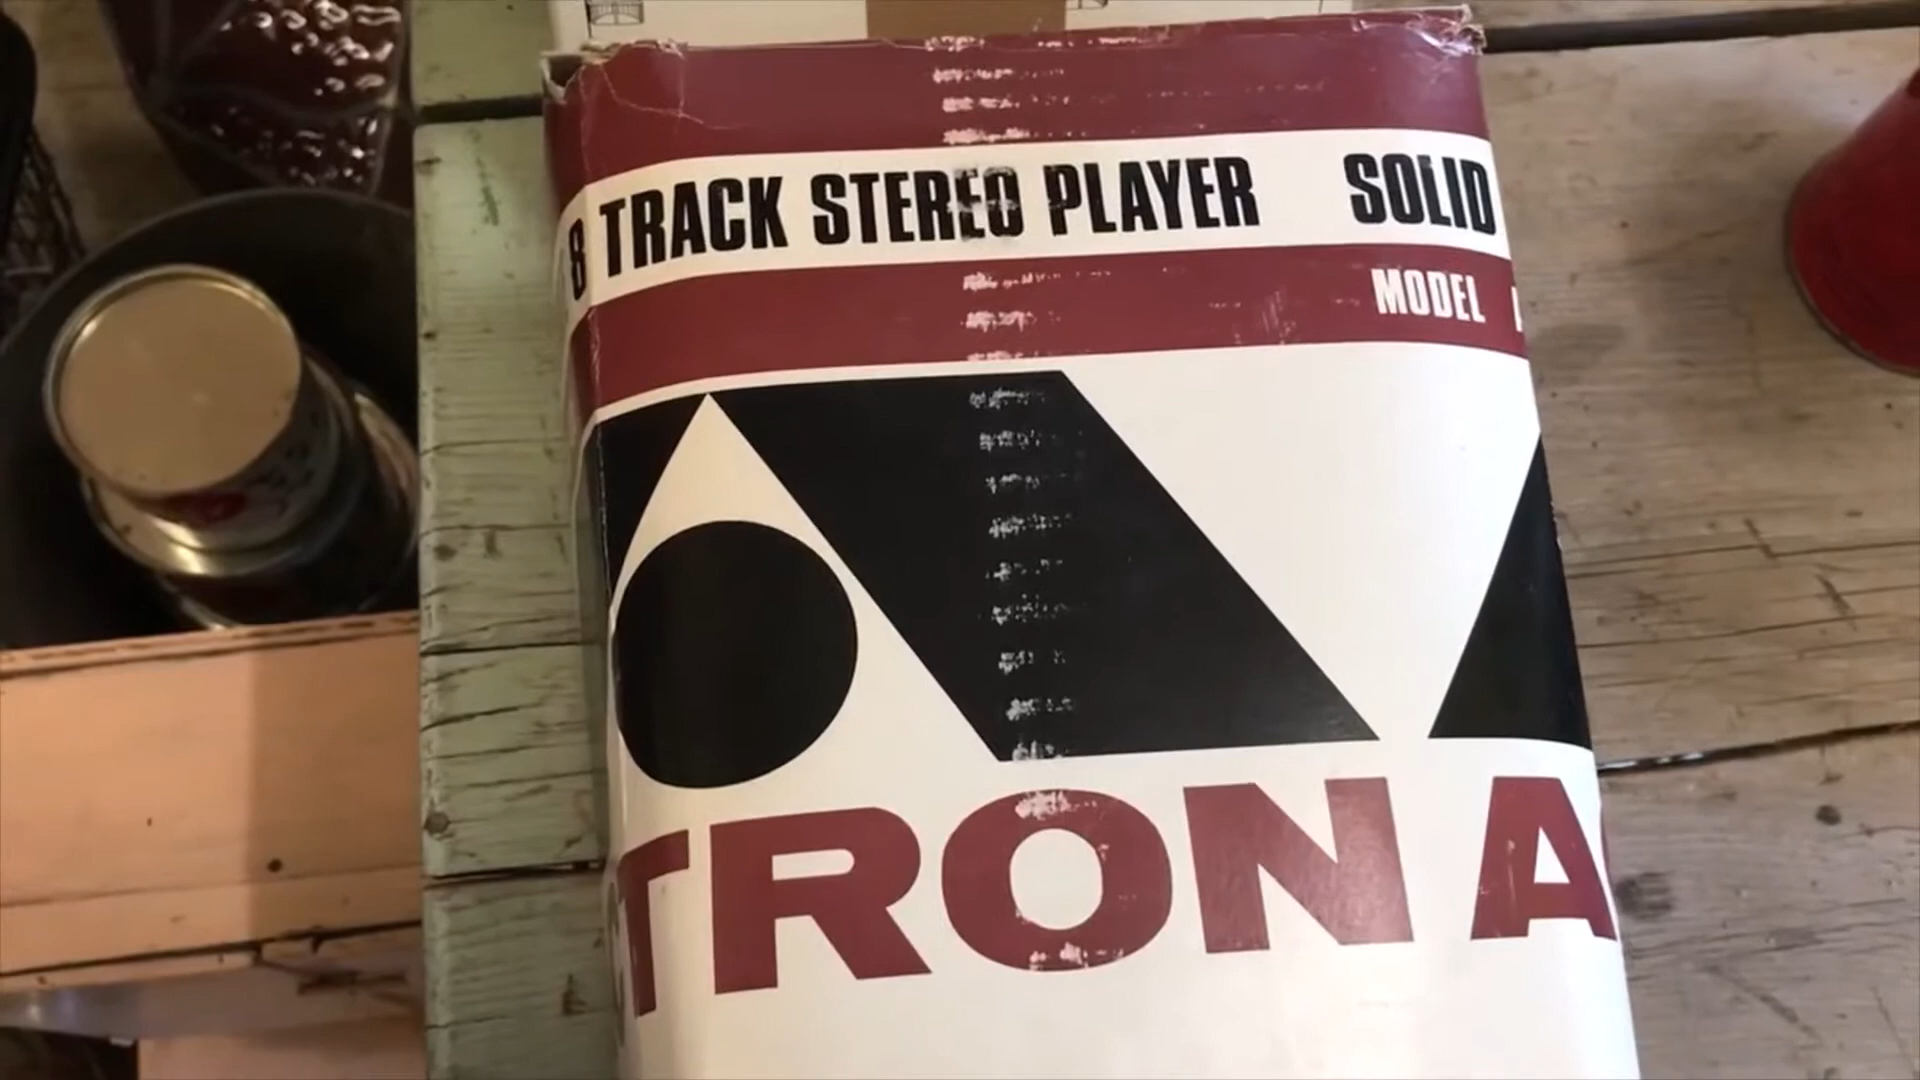 8 TRACK STEREO PLAYER SOLID
MODEL
TRON A